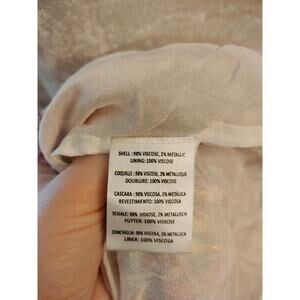 SHELL: 98% VISCOSE, 2% METALLIC
LINING: 100% VISCOSE
COQUILLE: 98% VISCOSE, 2% MÉTALLIQUE
DOUBLURE: 100% VISCOSE
CASCARA: 98% VISCOSA, 2% METÁLICA
REVESTIMIENTO: 100% VISCOSA
SCHALE: 98% VISKOSE, 2% METALLISCH
FUTTER: 100% VISKOSE
CONCHIGLIA: 98% VISCOSA, 2% METALLICA
LINER: 100% VISCOSA